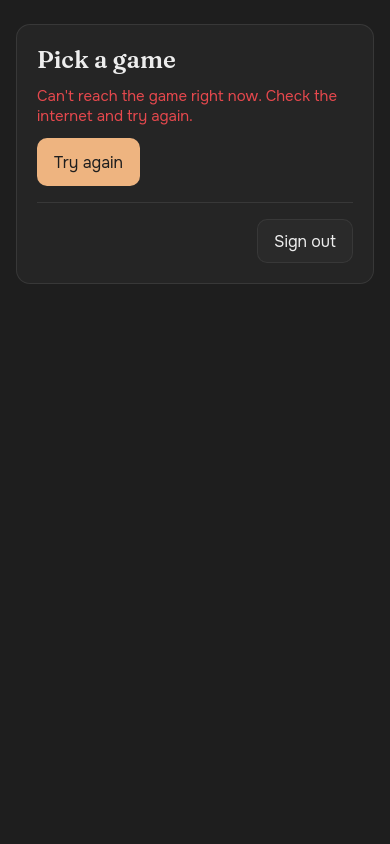 Pick a game
Can't reach the game right now. Check the
internet and try again.
Try again
Sign out